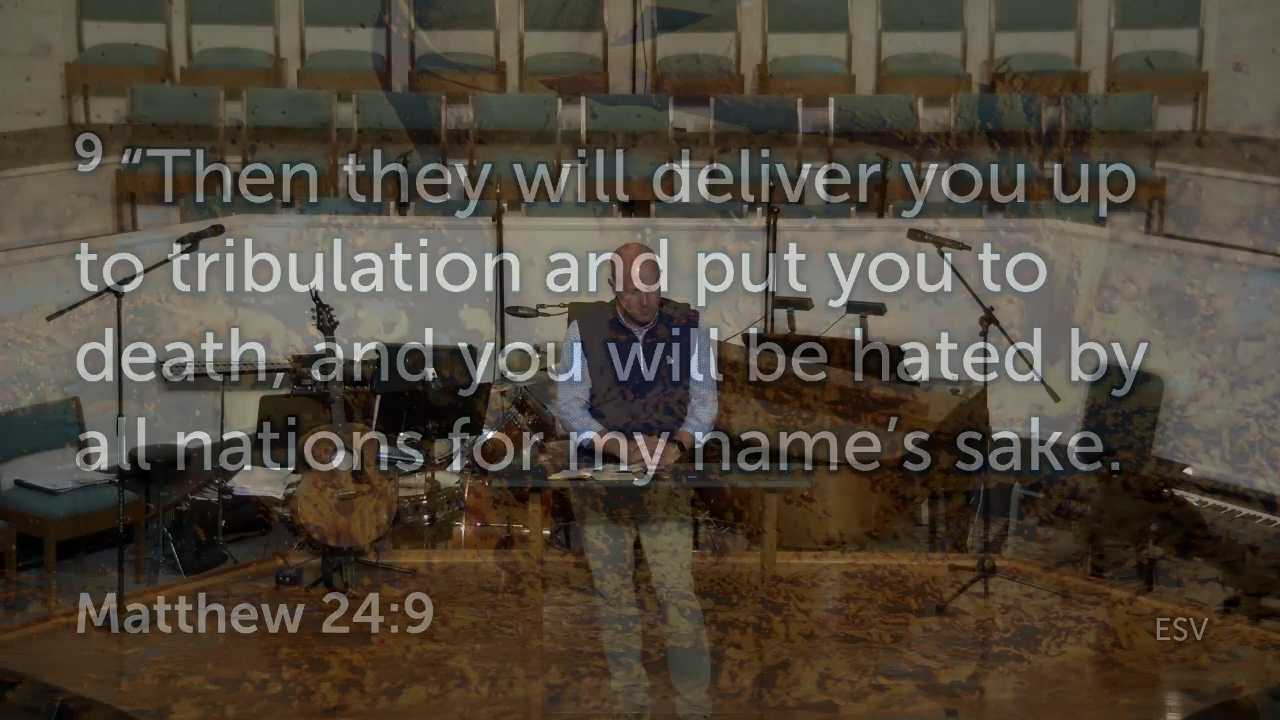 9 “Then they will deliver you up
to tribulation and put you to
death, and you will be hated by
all nations for my name’s sake.
Matthew 24:9
ESV